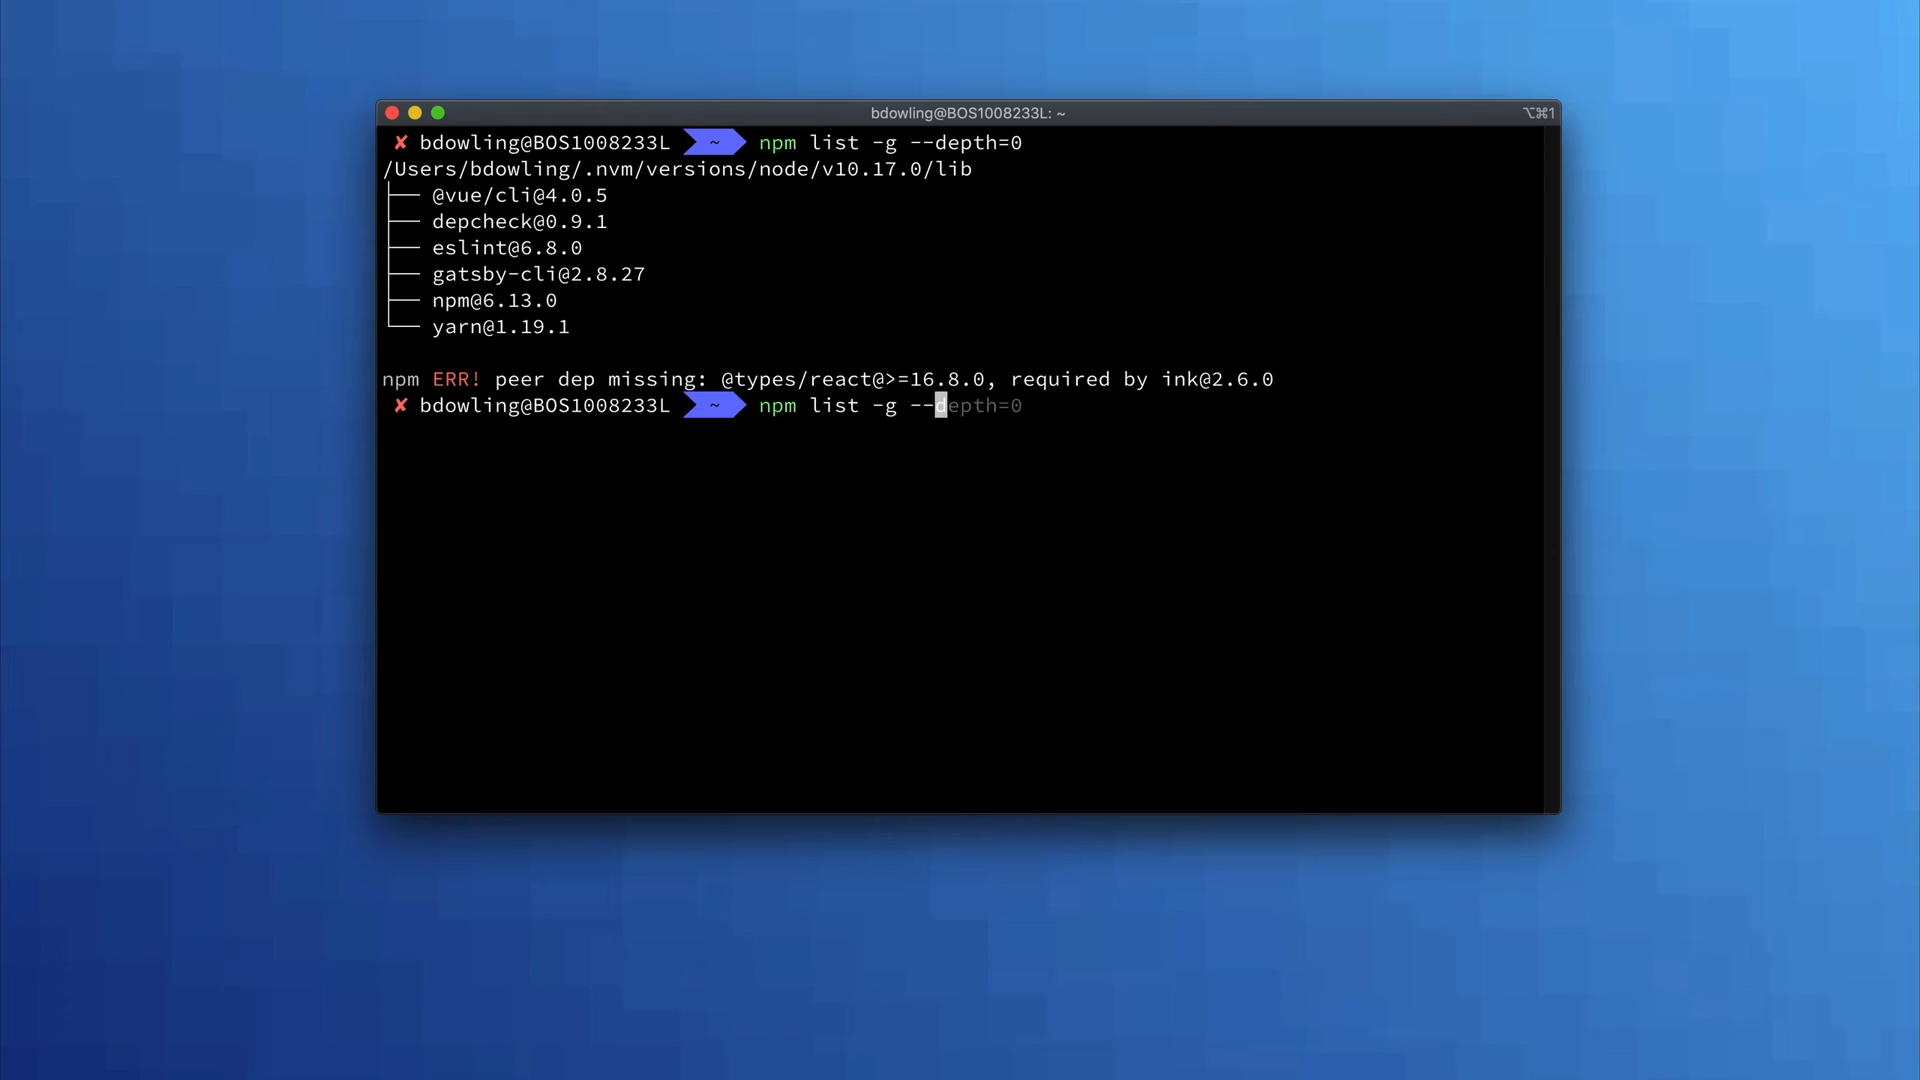 bdowling@BOS1008233L: ~
⌥⌘1
✘ bdowling@BOS1008233L ~ npm list -g --depth=0
/Users/bdowling/.nvm/versions/node/v10.17.0/lib
├── @vue/cli@4.0.5
├── depcheck@0.9.1
├── eslint@6.8.0
├── gatsby-cli@2.8.27
├── npm@6.13.0
└── yarn@1.19.1
npm ERR! peer dep missing: @types/react@>=16.8.0, required by ink@2.6.0
✘ bdowling@BOS1008233L ~ npm list -g --depth=0